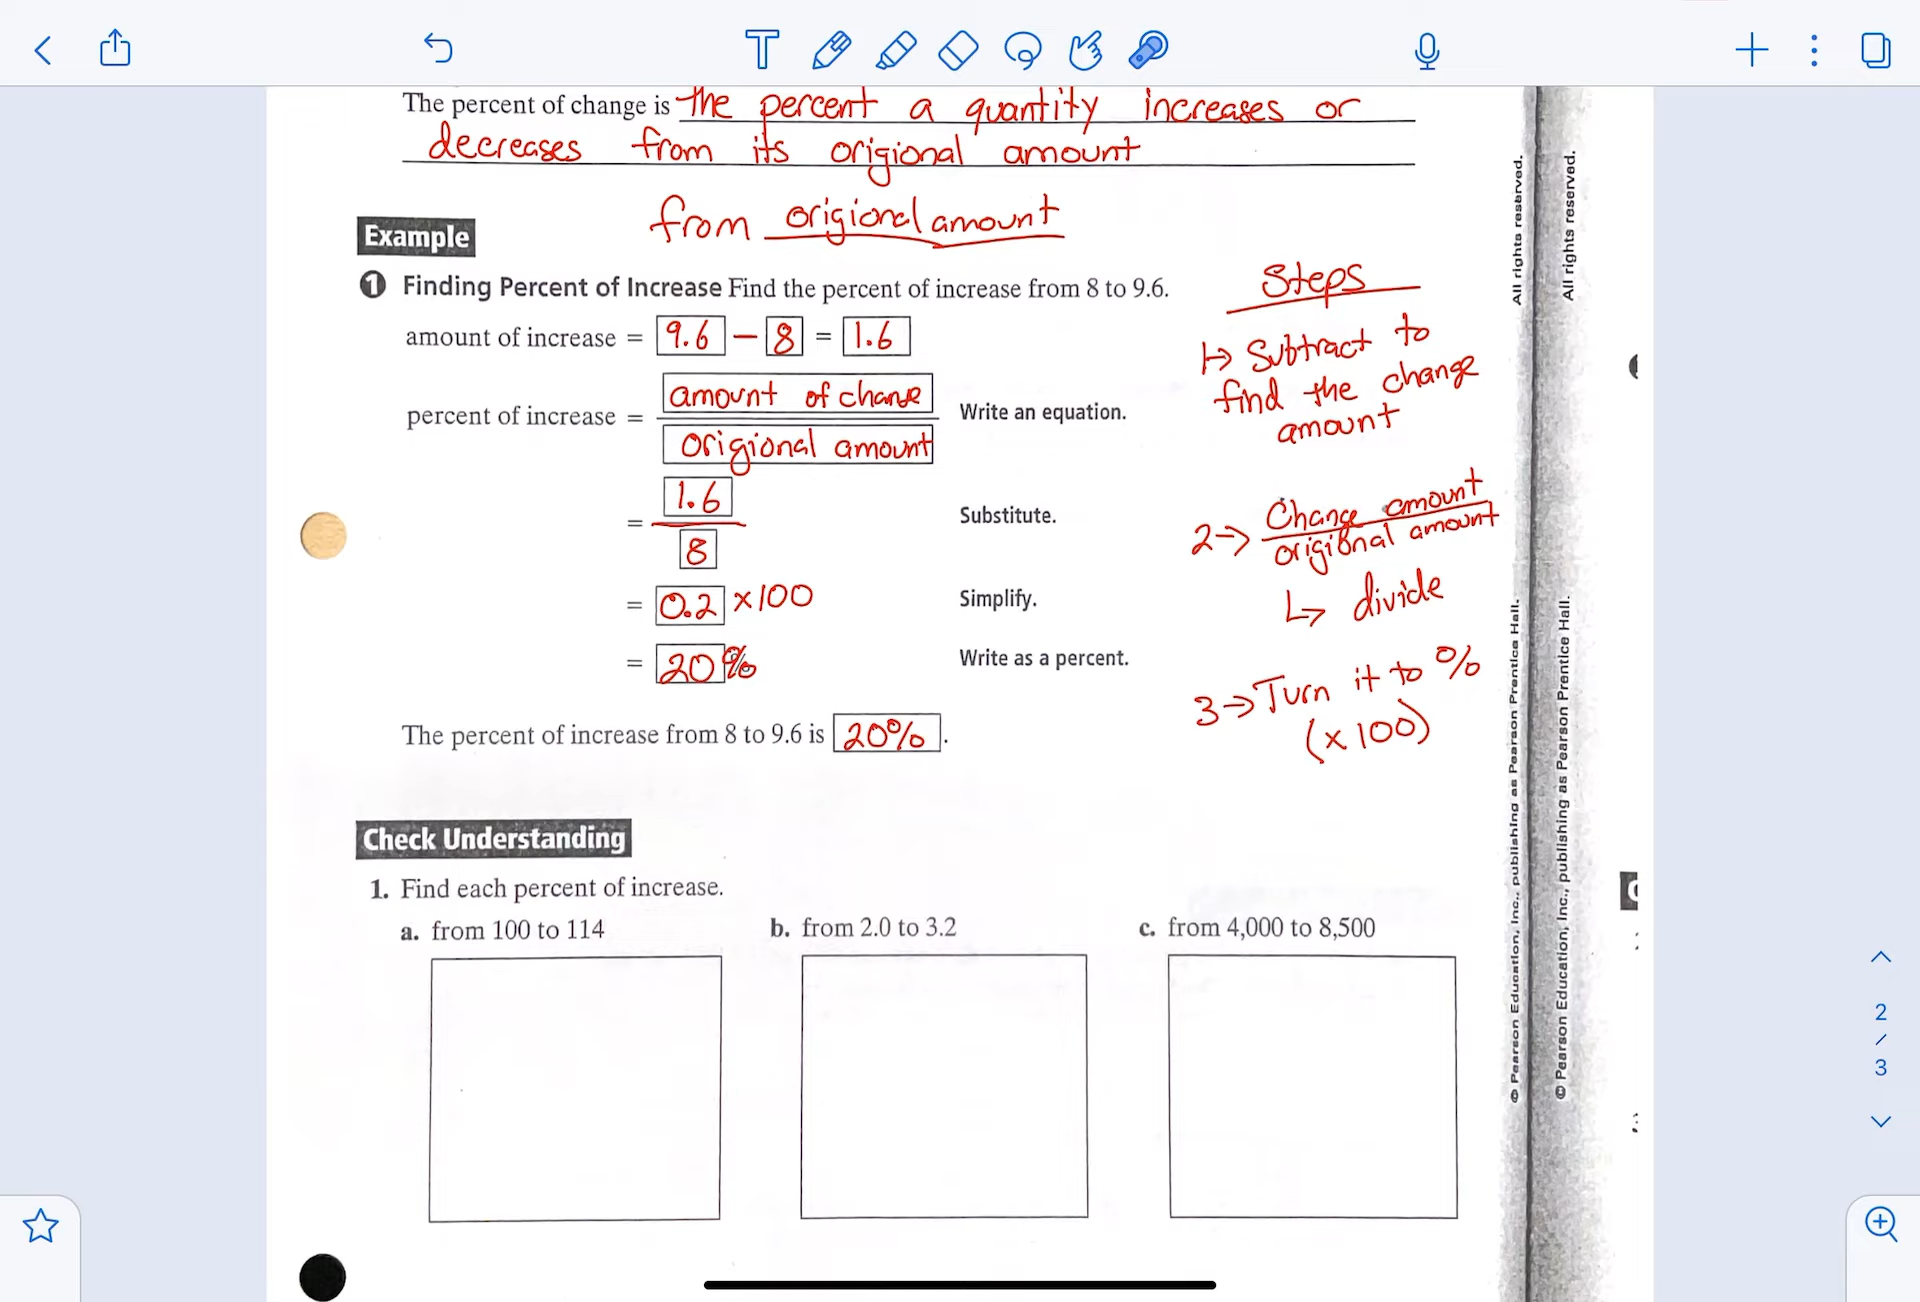 The percent of change is the percent a quantity increases or
decreases from its origional amount
from origional amount
Example
1 Finding Percent of Increase Find the percent of increase from 8 to 9.6.
amount of increase = 9.6 − 8 = 1.6
percent of increase = amount of change
origional amount
Write an equation.
= 1.6
8
Substitute.
= 0.2 ×100 Simplify.
= 20% Write as a percent.
The percent of increase from 8 to 9.6 is 20%.
Steps
1→ Subtract to
find the change
amount
2→ Change amount
origional amount
↳ divide
3→ Turn it to %
(×100)
Check Understanding
1. Find each percent of increase.
a. from 100 to 114 b. from 2.0 to 3.2 c. from 4,000 to 8,500
© Pearson Education, Inc., publishing as Pearson Prentice Hall. All rights reserved.
© Pearson Education, Inc., publishing as Pearson Prentice Hall. All rights reserved.
T
2
/
3